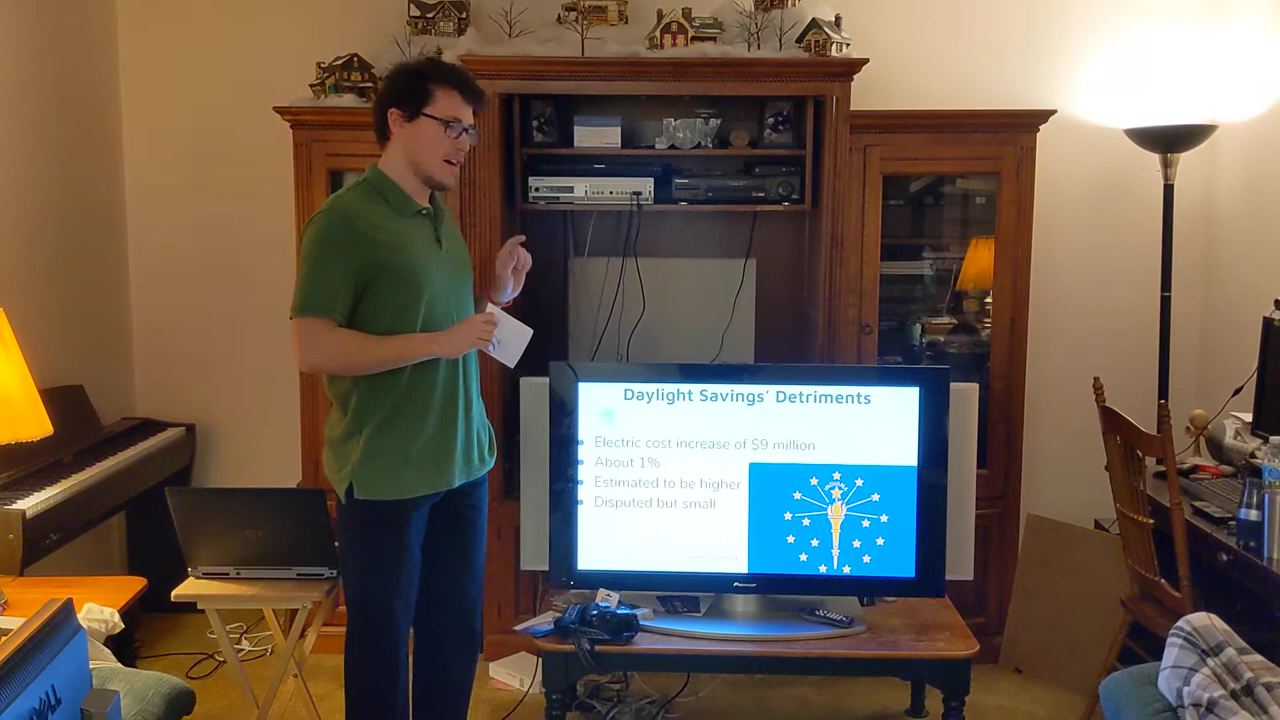 Daylight Savings' Detriments
Electric cost increase of $9 million
About 1%
Estimated to be higher
Disputed but small
INDIANA
Pioneer
DELL